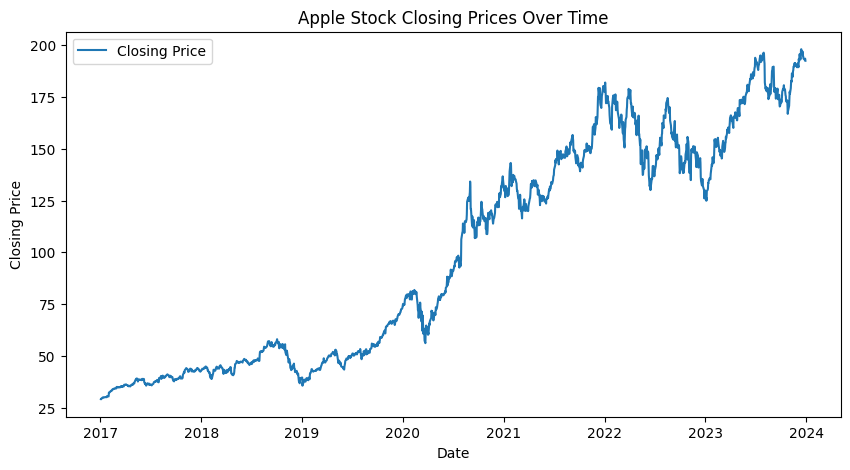 Apple Stock Closing Prices Over Time
Closing Price
200
175
150
125
100
75
50
25
Closing Price
2017 2018 2019 2020 2021 2022 2023 2024
Date